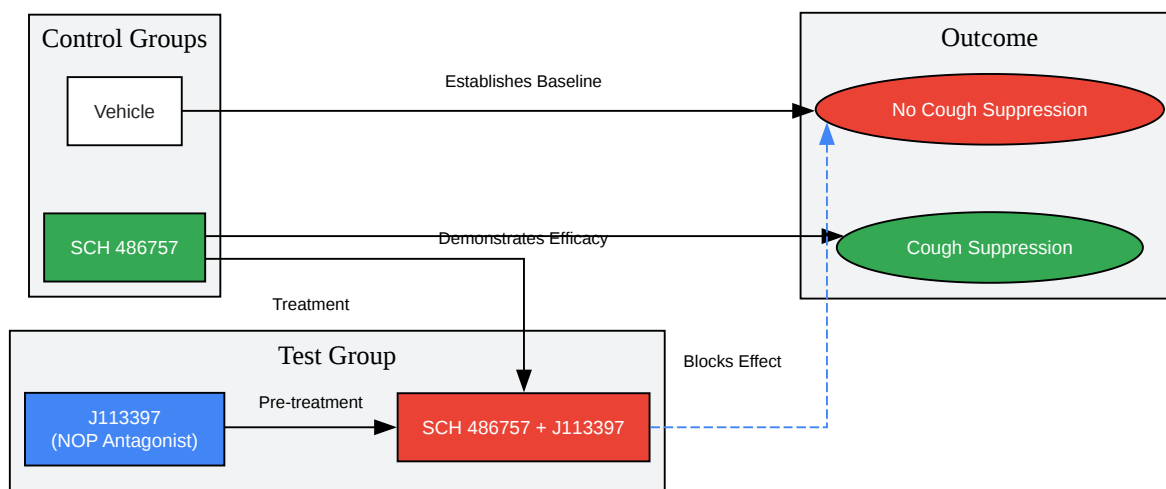 Control Groups
Outcome
Vehicle
Establishes Baseline
No Cough Suppression
SCH 486757
Demonstrates Efficacy
Cough Suppression
Treatment
Test Group
Blocks Effect
J113397
(NOP Antagonist)
Pre-treatment
SCH 486757 + J113397